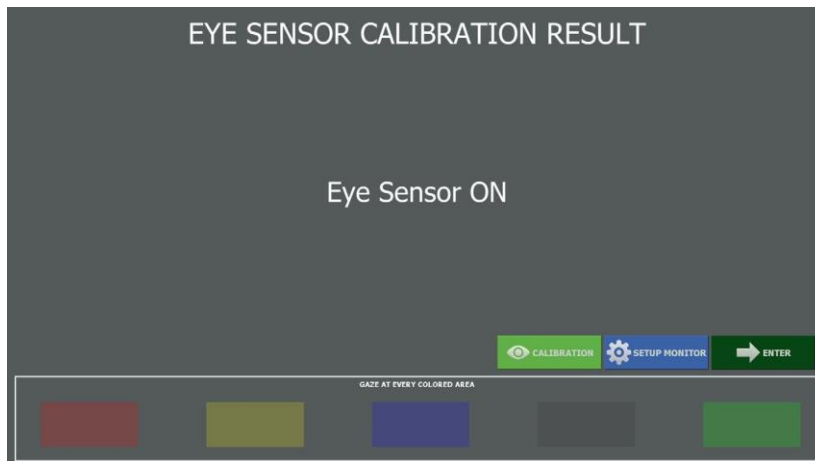 EYE SENSOR CALIBRATION RESULT
Eye Sensor ON
CALIBRATION
SETUP MONITOR
ENTER
GAZE AT EVERY COLORED AREA